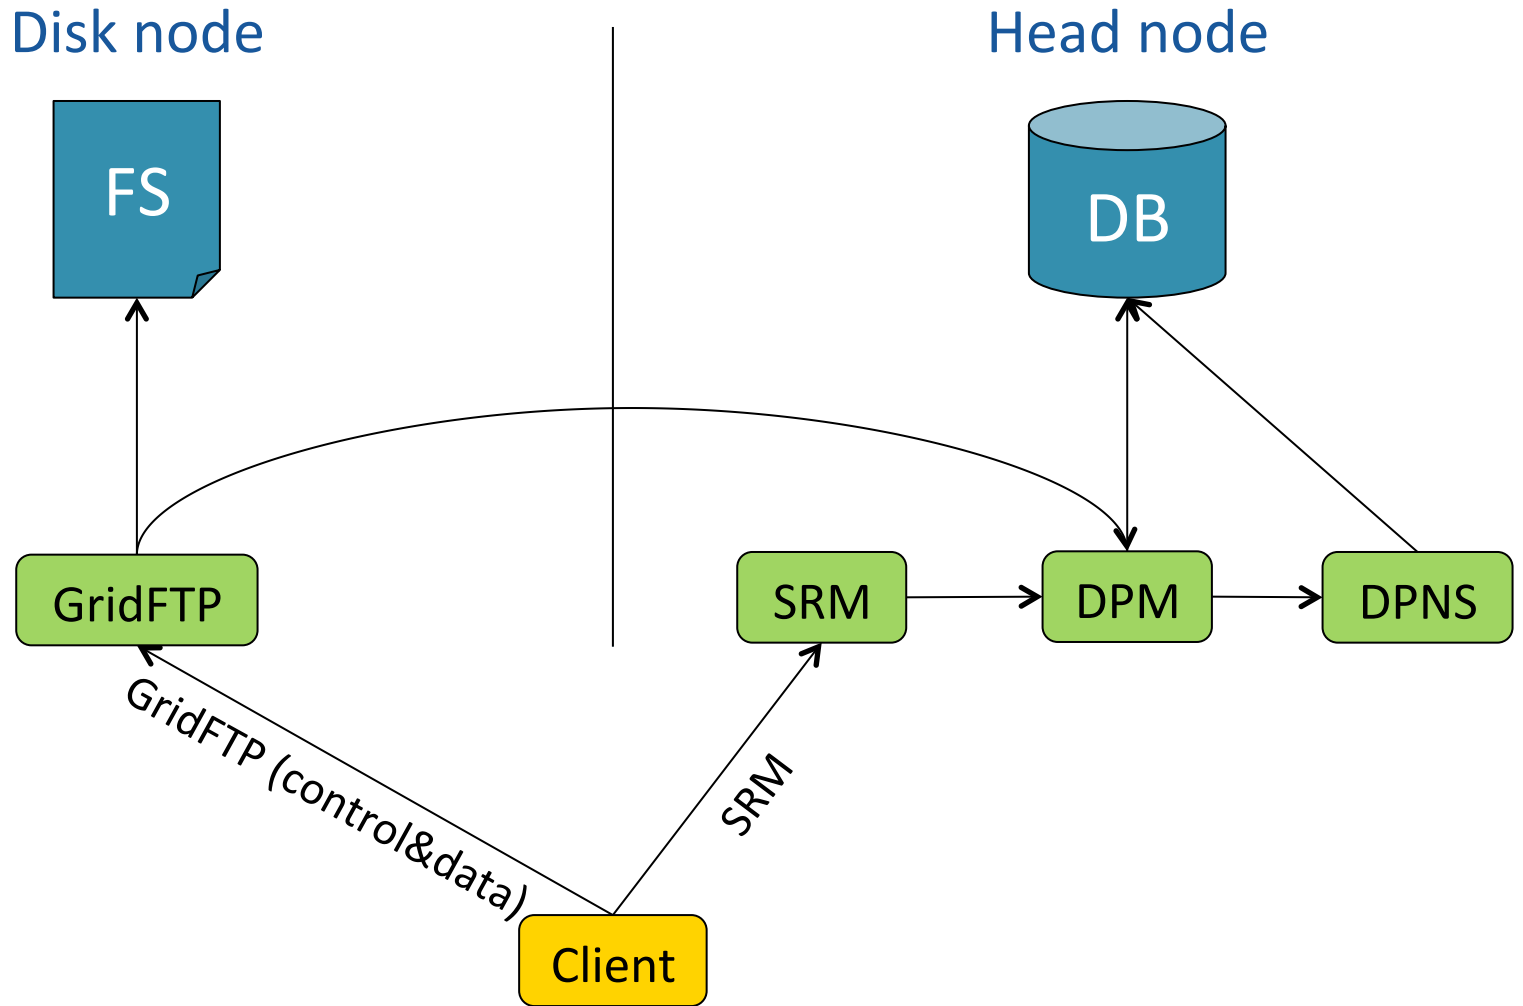 Disk node
Head node
FS
DB
GridFTP
SRM
DPM
DPNS
GridFTP (control&data)
SRM
Client